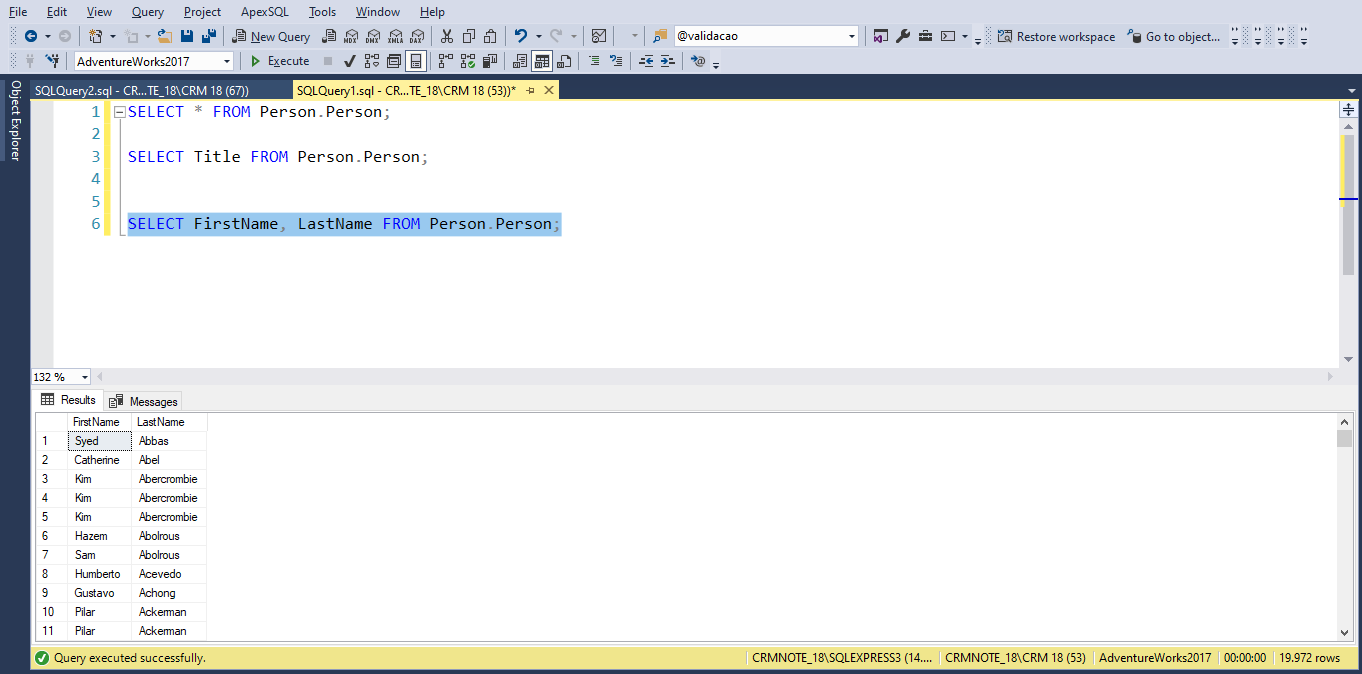 File Edit View Query Project ApexSQL Tools Window Help
New Query MDX DMX XMLA DAX @validacao Restore workspace Go to object...
AdventureWorks2017 Execute
Object Explorer
SQLQuery2.sql - CR...TE_18\CRM 18 (67)) SQLQuery1.sql - CR...TE_18\CRM 18 (53))*
1 SELECT * FROM Person.Person;
2
3 SELECT Title FROM Person.Person;
4
5
6 SELECT FirstName, LastName FROM Person.Person;
132 %
Results Messages
FirstName LastName
1 Syed Abbas
2 Catherine Abel
3 Kim Abercrombie
4 Kim Abercrombie
5 Kim Abercrombie
6 Hazem Abolrous
7 Sam Abolrous
8 Humberto Acevedo
9 Gustavo Achong
10 Pilar Ackerman
11 Pilar Ackerman
Query executed successfully. CRMNOTE_18\SQLEXPRESS3 (14.... CRMNOTE_18\CRM 18 (53) AdventureWorks2017 00:00:00 19.972 rows